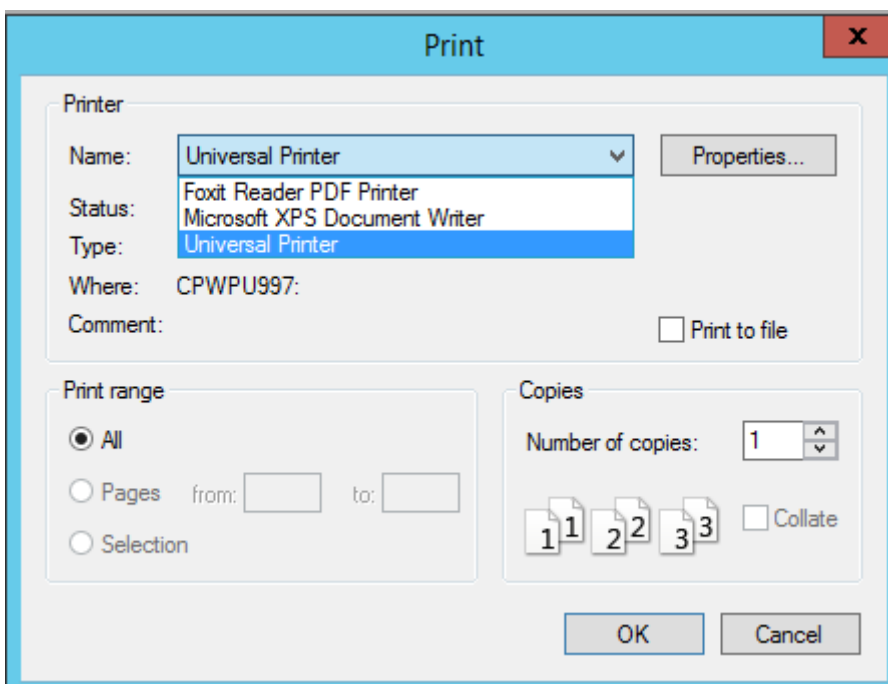 Print
x
Printer
Name: Universal Printer Properties...
Foxit Reader PDF Printer
Status:
Microsoft XPS Document Writer
Type: Universal Printer
Where: CPWPU997:
Comment: Print to file
Print range
All
Pages from: to:
Selection
Copies
Number of copies: 1
1 1 2 2 3 3 Collate
OK Cancel